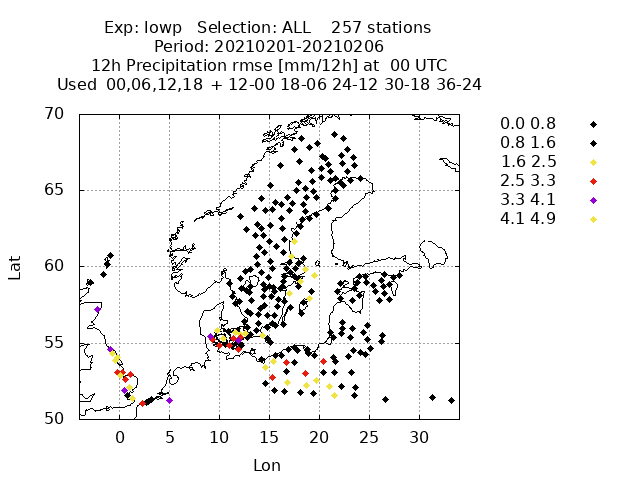 Exp: lowp   Selection: ALL    257 stations
Period: 20210201-20210206
12h Precipitation rmse [mm/12h] at  00 UTC
Used  00,06,12,18  + 12-00 18-06 24-12 30-18 36-24
70
65
60
55
50
Lat
0 5 10 15 20 25 30
Lon
0.0 0.8
0.8 1.6
1.6 2.5
2.5 3.3
3.3 4.1
4.1 4.9